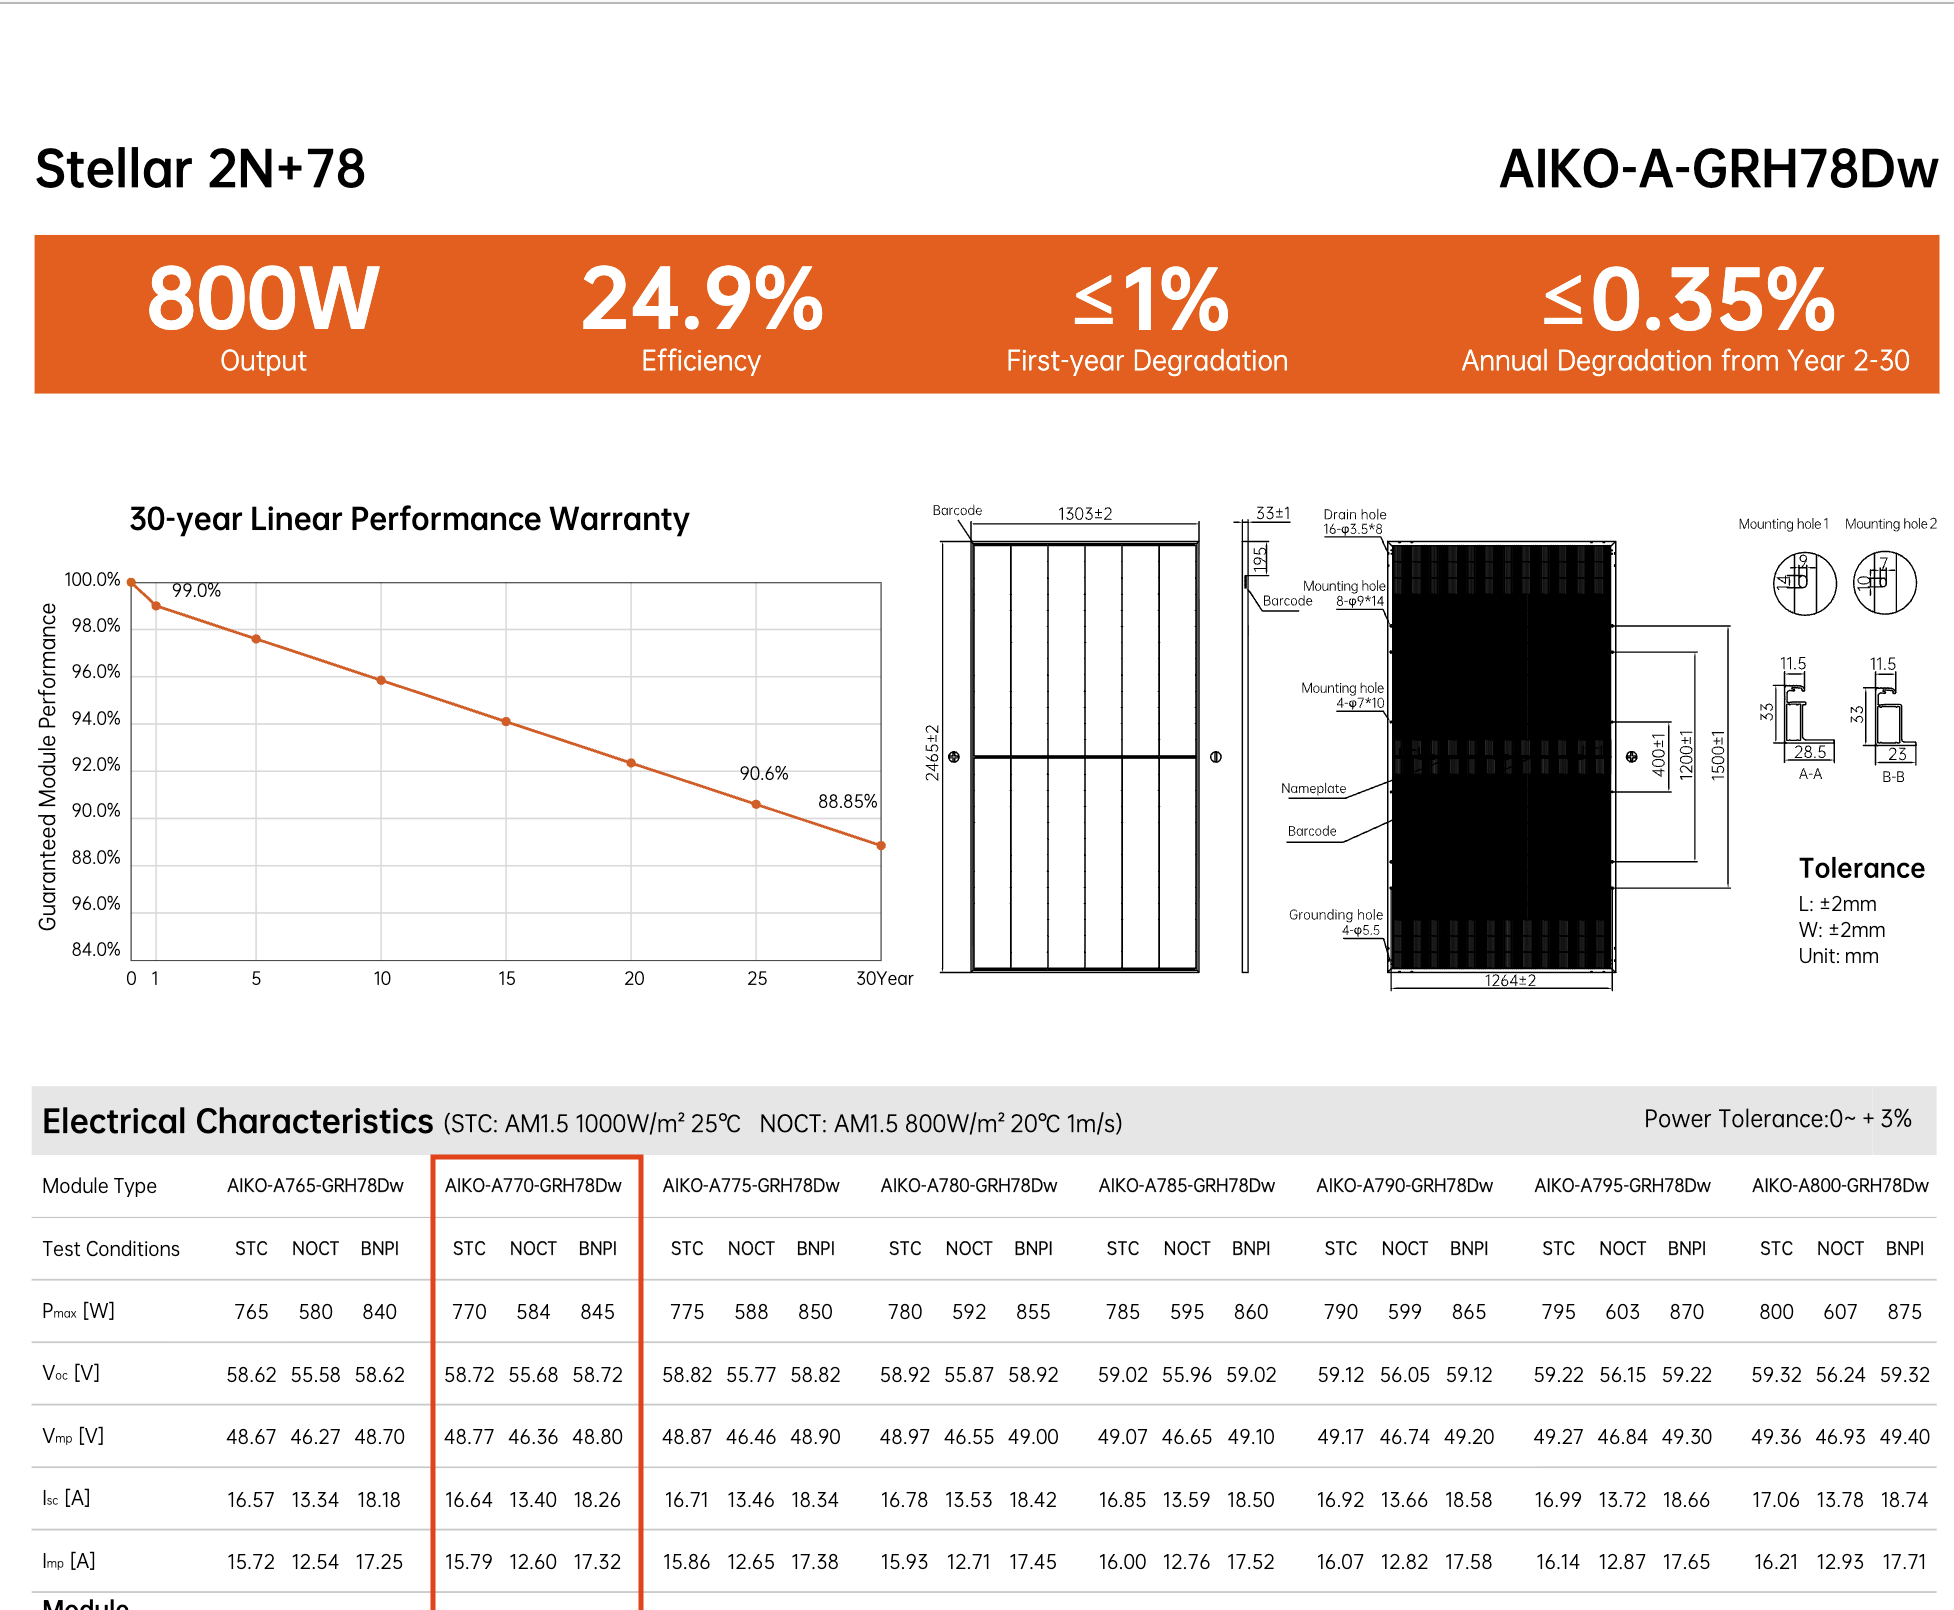 Stellar 2N+78
AIKO-A-GRH78Dw
800W
Output
24.9%
Efficiency
≤1%
First-year Degradation
≤0.35%
Annual Degradation from Year 2-30
30-year Linear Performance Warranty
Guaranteed Module Performance
100.0%
98.0%
96.0%
94.0%
92.0%
90.0%
88.0%
96.0%
84.0%
99.0%
90.6%
88.85%
0 1 5 10 15 20 25 30Year
Barcode
1303±2
2465±2
33±1
195
Barcode
Drain hole
16-φ3.5*8
Mounting hole
8-φ9*14
Mounting hole
4-φ7*10
Nameplate
Barcode
Grounding hole
4-φ5.5
1264±2
400±1
1200±1
1500±1
Mounting hole1
Mounting hole2
9
14
7
10
11.5
33
28.5
A-A
11.5
33
23
B-B
Tolerance
L: ±2mm
W: ±2mm
Unit: mm
Electrical Characteristics (STC: AM1.5 1000W/m² 25℃ NOCT: AM1.5 800W/m² 20℃ 1m/s) Power Tolerance:0~ + 3%
Module Type AIKO-A765-GRH78Dw AIKO-A770-GRH78Dw AIKO-A775-GRH78Dw AIKO-A780-GRH78Dw AIKO-A785-GRH78Dw AIKO-A790-GRH78Dw AIKO-A795-GRH78Dw AIKO-A800-GRH78Dw
Test Conditions STC NOCT BNPI STC NOCT BNPI STC NOCT BNPI STC NOCT BNPI STC NOCT BNPI STC NOCT BNPI STC NOCT BNPI STC NOCT BNPI
Pmax [W] 765 580 840 770 584 845 775 588 850 780 592 855 785 595 860 790 599 865 795 603 870 800 607 875
Voc [V] 58.62 55.58 58.62 58.72 55.68 58.72 58.82 55.77 58.82 58.92 55.87 58.92 59.02 55.96 59.02 59.12 56.05 59.12 59.22 56.15 59.22 59.32 56.24 59.32
Vmp [V] 48.67 46.27 48.70 48.77 46.36 48.80 48.87 46.46 48.90 48.97 46.55 49.00 49.07 46.65 49.10 49.17 46.74 49.20 49.27 46.84 49.30 49.36 46.93 49.40
Isc [A] 16.57 13.34 18.18 16.64 13.40 18.26 16.71 13.46 18.34 16.78 13.53 18.42 16.85 13.59 18.50 16.92 13.66 18.58 16.99 13.72 18.66 17.06 13.78 18.74
Imp [A] 15.72 12.54 17.25 15.79 12.60 17.32 15.86 12.65 17.38 15.93 12.71 17.45 16.00 12.76 17.52 16.07 12.82 17.58 16.14 12.87 17.65 16.21 12.93 17.71
Module